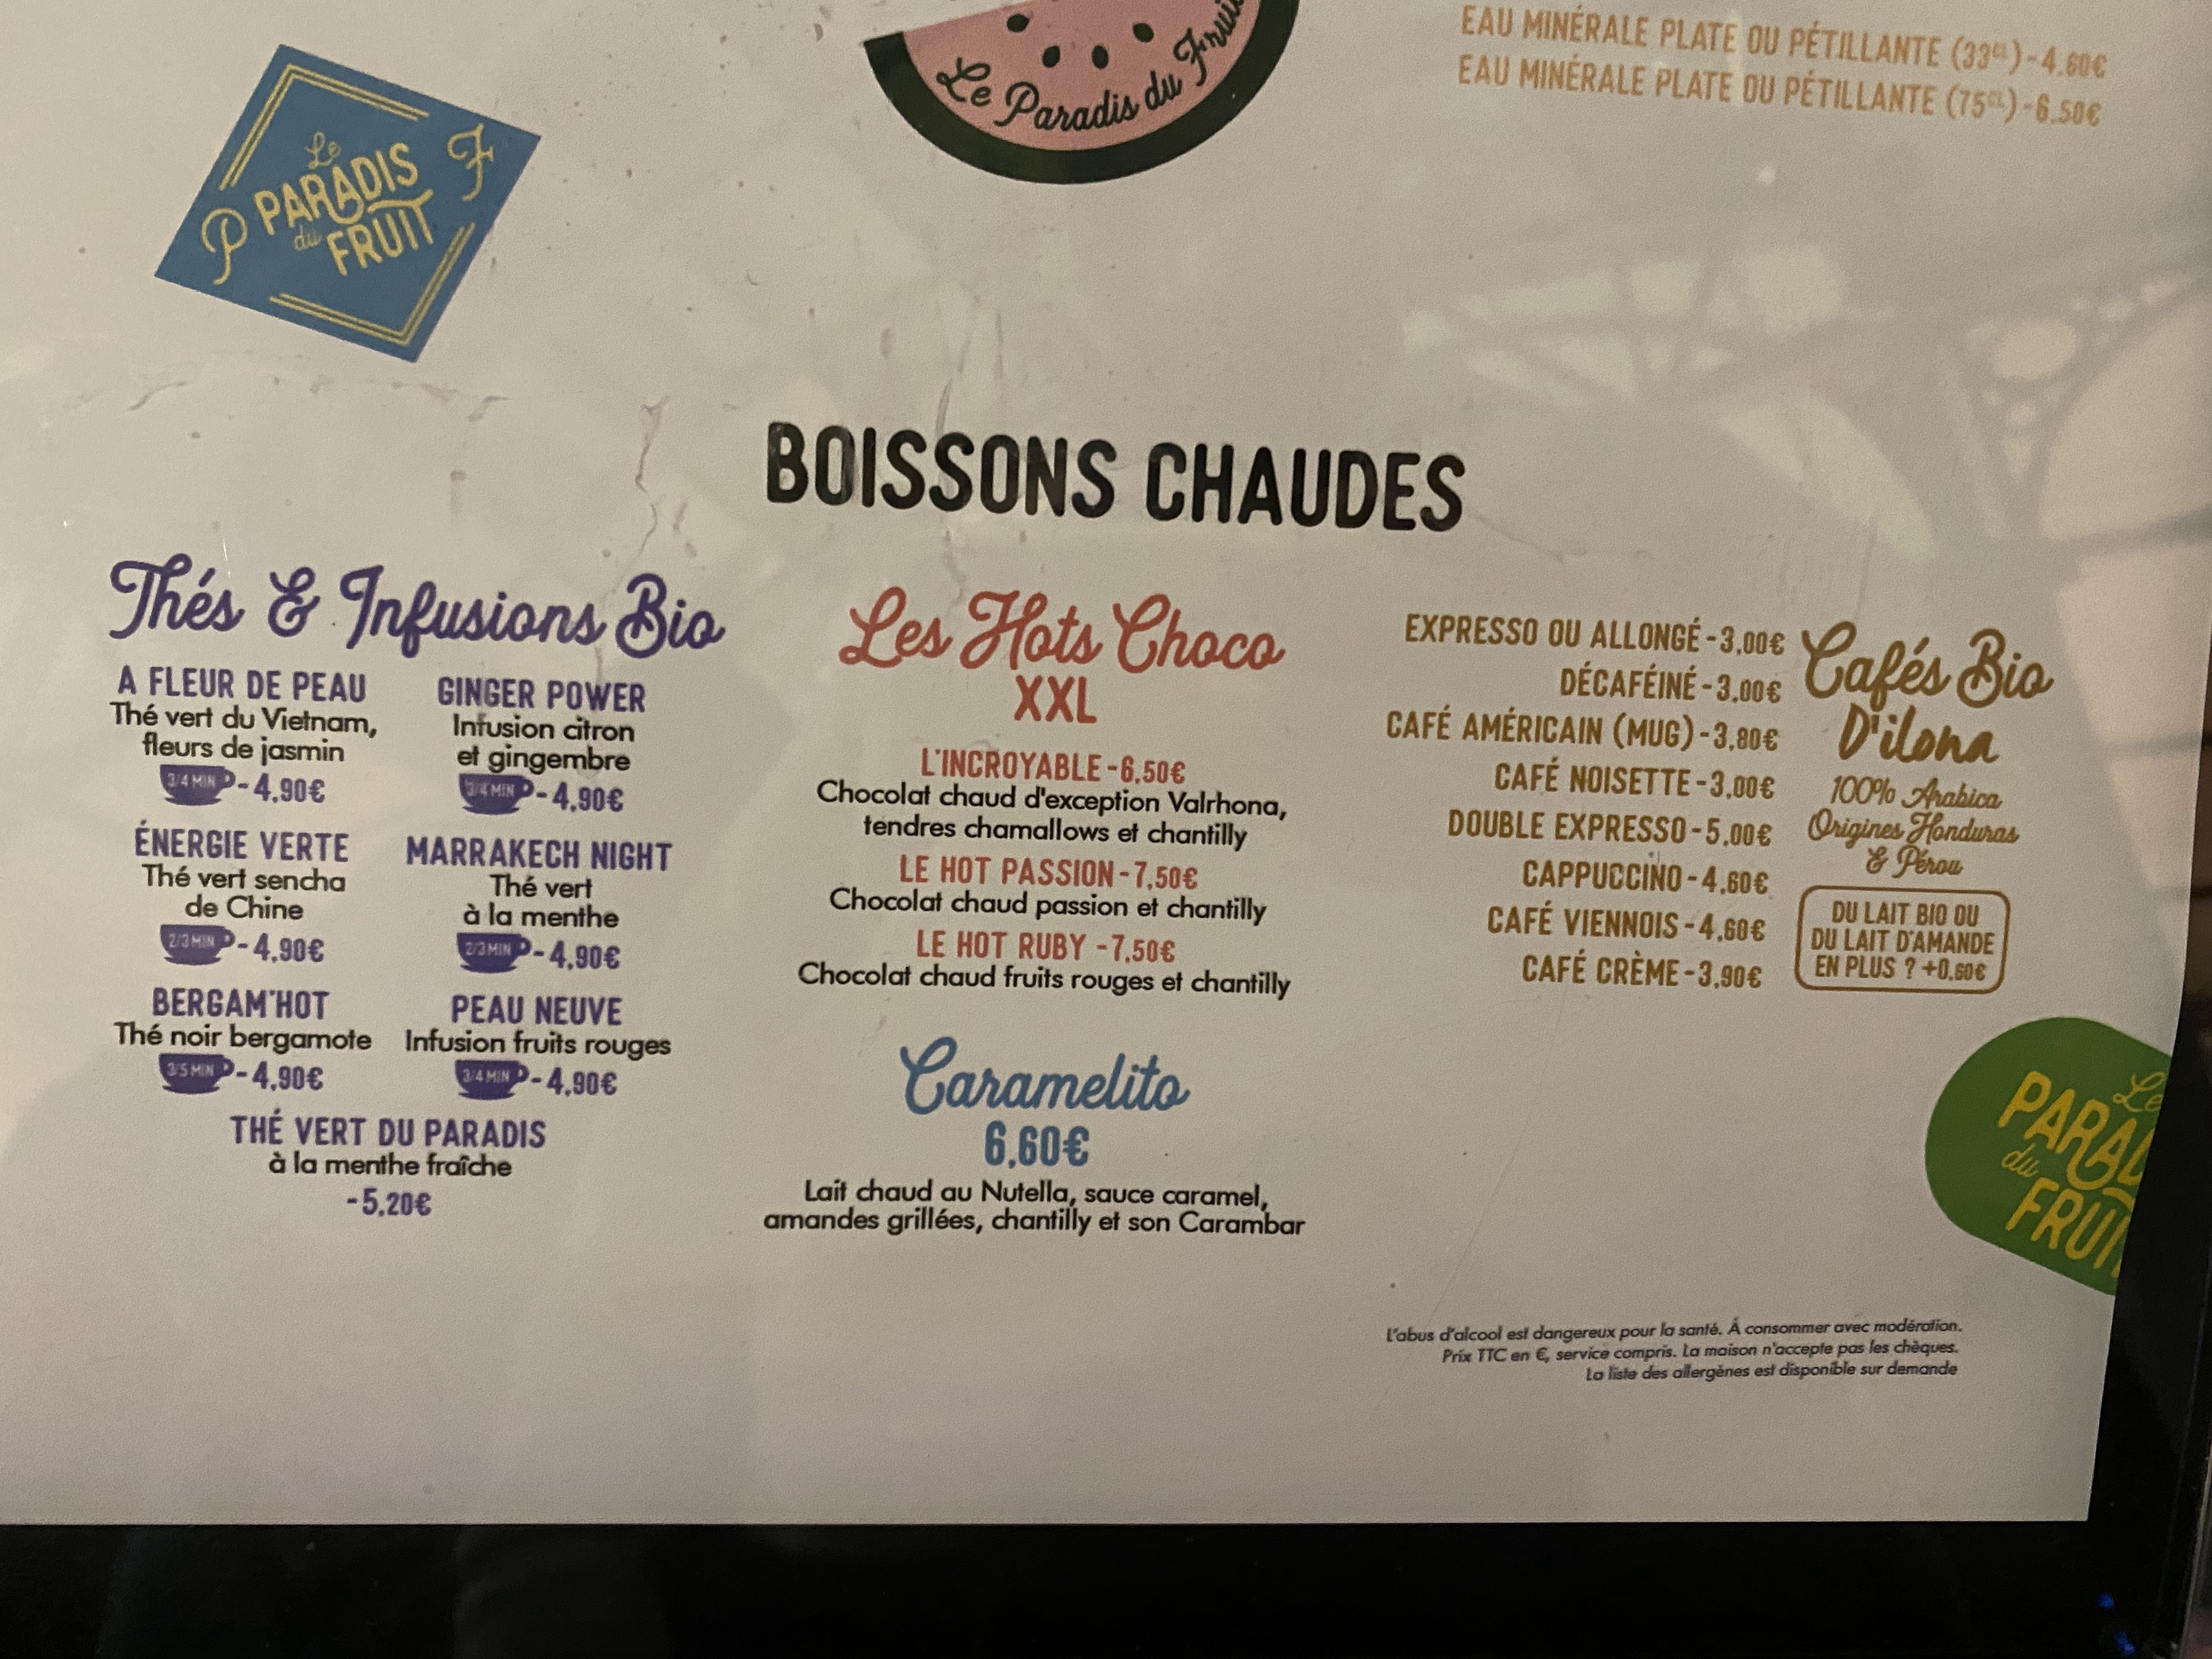 Le
PARADIS
du FRUIT
P
F
Le Paradis du
EAU MINÉRALE PLATE OU PÉTILLANTE (33CL)-4.60€
EAU MINÉRALE PLATE OU PÉTILLANTE (75CL)-6.50€
BOISSONS CHAUDES
Thés & Infusions Bio
A FLEUR DE PEAU
Thé vert du Vietnam,
fleurs de jasmin
3/4 MIN - 4,90€
GINGER POWER
Infusion citron
et gingembre
3/4 MIN - 4,90€
ÉNERGIE VERTE
Thé vert sencha
de Chine
2/3 MIN - 4,90€
MARRAKECH NIGHT
Thé vert
à la menthe
2/3 MIN - 4,90€
BERGAM'HOT
Thé noir bergamote
3/5 MIN - 4,90€
PEAU NEUVE
Infusion fruits rouges
3/4 MIN - 4,90€
THÉ VERT DU PARADIS
à la menthe fraîche
- 5,20€
Les Hots Choco
XXL
L'INCROYABLE - 6,50€
Chocolat chaud d'exception Valrhona,
tendres chamallows et chantilly
LE HOT PASSION - 7,50€
Chocolat chaud passion et chantilly
LE HOT RUBY - 7,50€
Chocolat chaud fruits rouges et chantilly
Caramelito
6,60€
Lait chaud au Nutella, sauce caramel,
amandes grillées, chantilly et son Carambar
EXPRESSO OU ALLONGÉ - 3,00€
DÉCAFÉINÉ - 3,00€
CAFÉ AMÉRICAIN (MUG) - 3,80€
CAFÉ NOISETTE - 3,00€
DOUBLE EXPRESSO - 5,00€
CAPPUCCINO - 4,60€
CAFÉ VIENNOIS - 4,60€
CAFÉ CRÈME - 3,90€
Cafés Bio
D'ilona
100% Arabica
Origines Honduras
& Pérou
DU LAIT BIO OU
DU LAIT D'AMANDE
EN PLUS ? +0.60€
Le
du
L'abus d'alcool est dangereux pour la santé. À consommer avec modération.
Prix TTC en €, service compris. La maison n'accepte pas les chèques.
La liste des allergènes est disponible sur demande